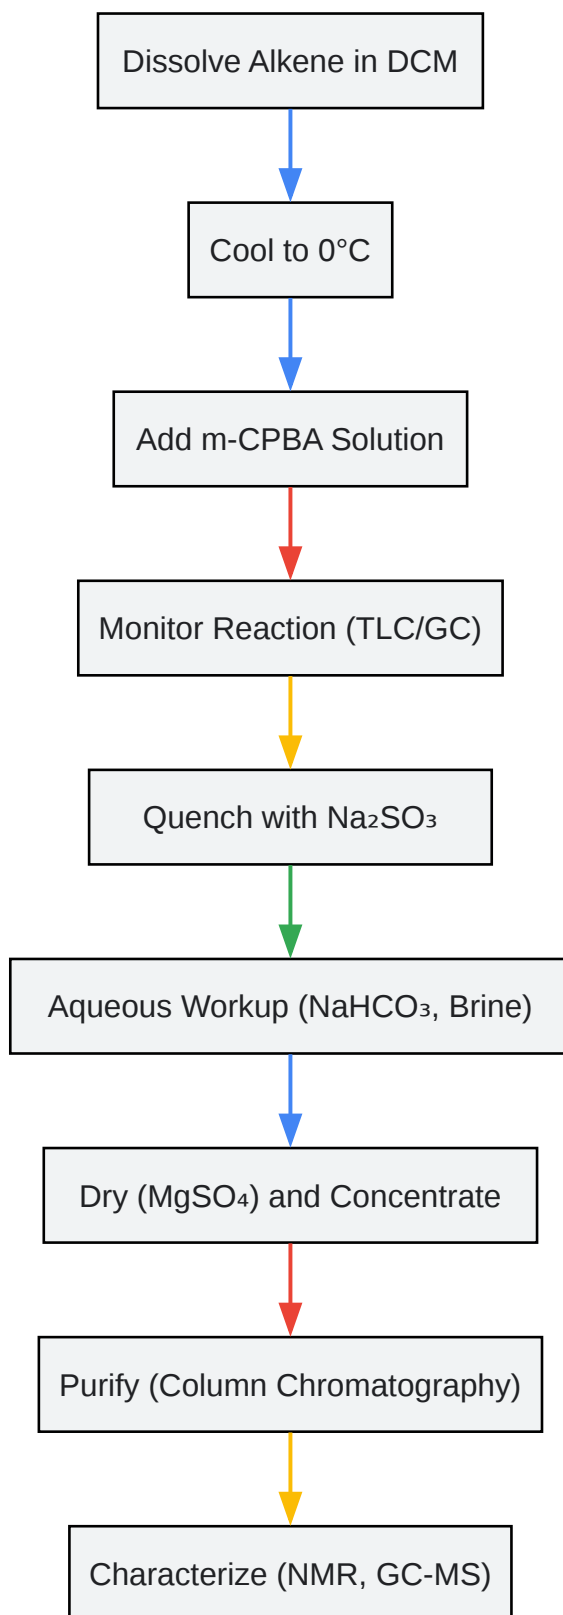 Dissolve Alkene in DCM
Cool to 0°C
Add m-CPBA Solution
Monitor Reaction (TLC/GC)
Quench with Na₂SO₃
Aqueous Workup (NaHCO₃, Brine)
Dry (MgSO₄) and Concentrate
Purify (Column Chromatography)
Characterize (NMR, GC-MS)